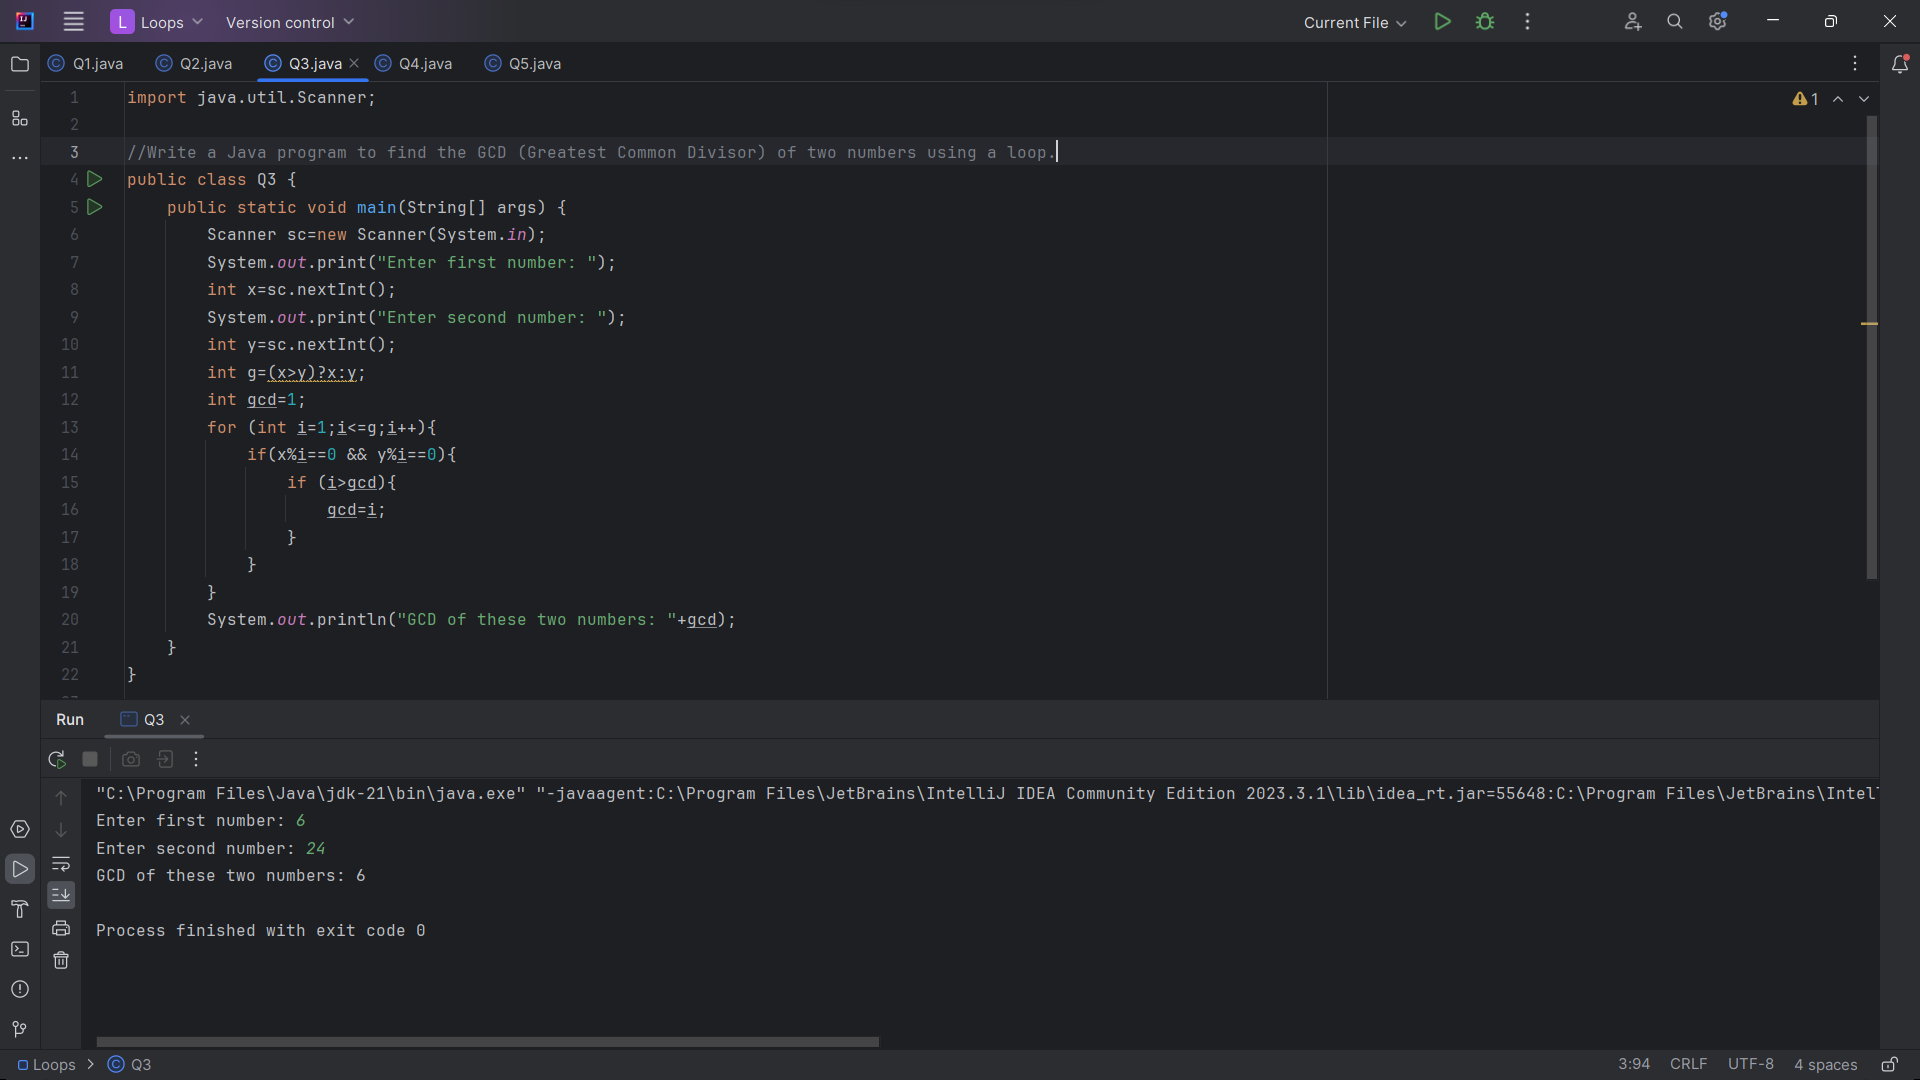 L Loops Version control Current File
Q1.java Q2.java Q3.java Q4.java Q5.java
1 import java.util.Scanner; 1
2
3 //Write a Java program to find the GCD (Greatest Common Divisor) of two numbers using a loop.
4 public class Q3 {
5 public static void main(String[] args) {
6 Scanner sc=new Scanner(System.in);
7 System.out.print("Enter first number: ");
8 int x=sc.nextInt();
9 System.out.print("Enter second number: ");
10 int y=sc.nextInt();
11 int g=(x>y)?x:y;
12 int gcd=1;
13 for (int i=1;i<=g;i++){
14 if(x%i==0 && y%i==0){
15 if (i>gcd){
16 gcd=i;
17 }
18 }
19 }
20 System.out.println("GCD of these two numbers: "+gcd);
21 }
22 }
Run Q3
"C:\Program Files\Java\jdk-21\bin\java.exe" "-javaagent:C:\Program Files\JetBrains\IntelliJ IDEA Community Edition 2023.3.1\lib\idea_rt.jar=55648:C:\Program Files\JetBrains\Intel
Enter first number: 6
Enter second number: 24
GCD of these two numbers: 6
Process finished with exit code 0
Loops > Q3 3:94 CRLF UTF-8 4 spaces